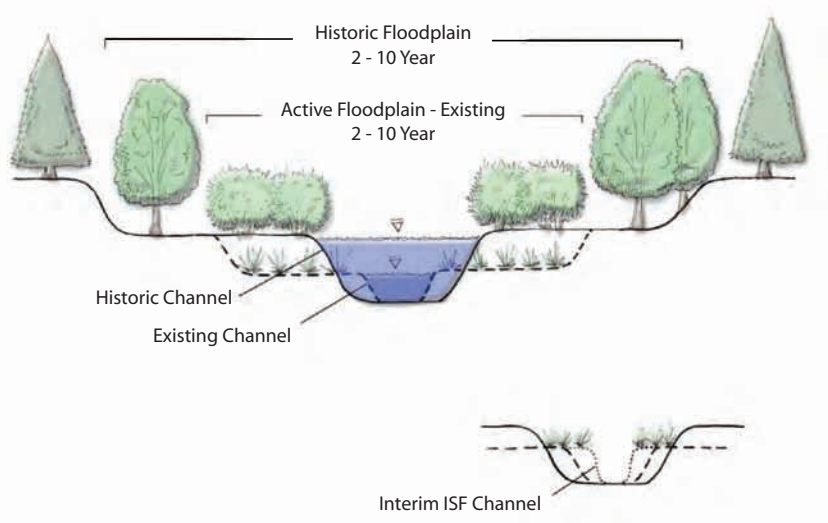 Historic Floodplain
2 - 10 Year
Active Floodplain - Existing
2 - 10 Year
Historic Channel
Existing Channel
Interim ISF Channel